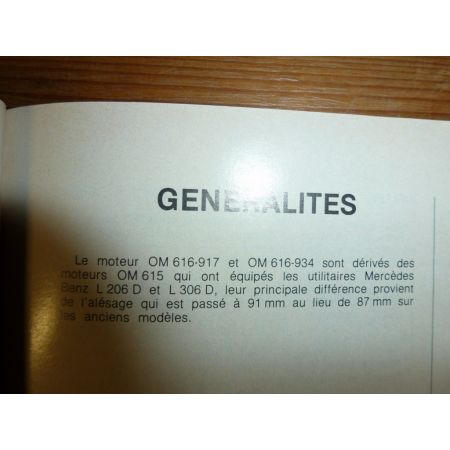 GENERALITES
Le moteur OM 616-917 et OM 616-934 sont dérivés des
moteurs OM 615 qui ont équipés les utilitaires Mercédes
Benz L 206 D et L 306 D, leur principale différence provient
de l'alésage qui est passé à 91 mm au lieu de 87 mm sur
les anciens modèles.